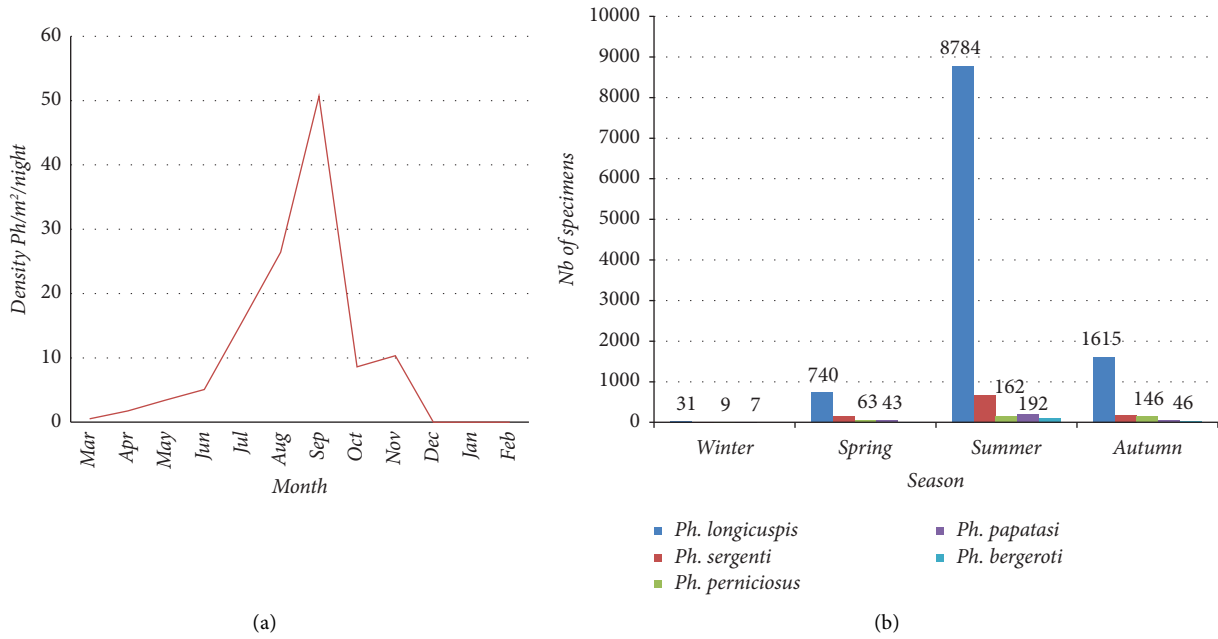 60
50
40
30
20
10
0
Density Ph/m²/night
Mar
Apr
May
Jun
Jul
Aug
Sep
Oct
Nov
Dec
Jan
Feb
Month
(a)
10000
9000
8000
7000
6000
5000
4000
3000
2000
1000
0
Nb of specimens
31
9
7
740
63
43
8784
162
192
1615
146
46
Winter
Spring
Summer
Autumn
Season
Ph. longicuspis
Ph. sergenti
Ph. perniciosus
Ph. papatasi
Ph. bergeroti
(b)